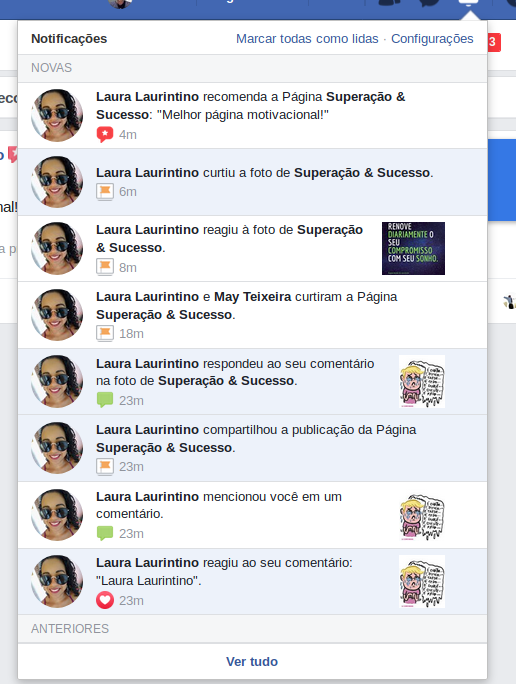 Notificações
Marcar todas como lidas · Configurações
3
NOVAS
Laura Laurintino recomenda a Página Superação &
Sucesso: "Melhor página motivacional!"
4m
Laura Laurintino curtiu a foto de Superação & Sucesso.
6m
Laura Laurintino reagiu à foto de Superação
& Sucesso.
8m
RENOVE
DIARIAMENTE O
SEU
COMPROMISSO
COM SEU SONHO.
Laura Laurintino e May Teixeira curtiram a Página
Superação & Sucesso.
18m
Laura Laurintino respondeu ao seu comentário
na foto de Superação & Sucesso.
23m
Laura Laurintino compartilhou a publicação da Página
Superação & Sucesso.
23m
Laura Laurintino mencionou você em um
comentário.
23m
Laura Laurintino reagiu ao seu comentário:
"Laura Laurintino".
23m
ANTERIORES
Ver tudo